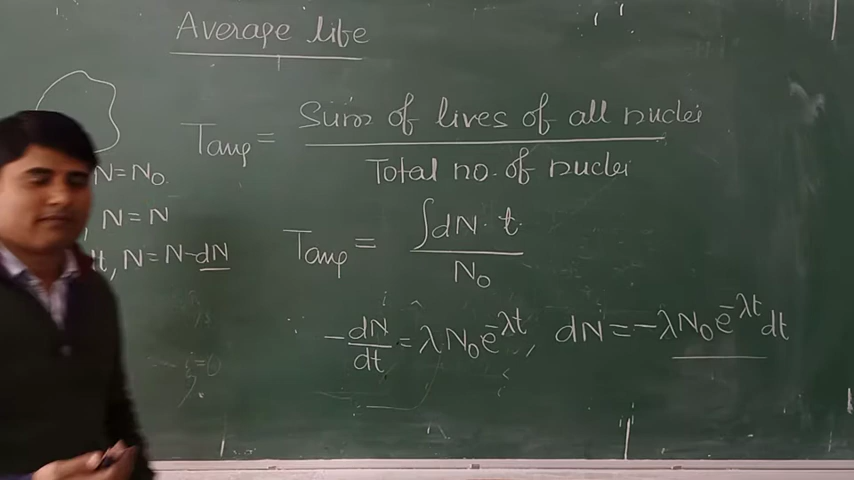 Average life
Tavg = Sum of lives of all nuclei / Total no. of nuclei
N=N₀
, N=N
dt, N=N-dN
Tavg = ∫dN·t / N₀
-dN/dt = λN₀e^-λt, dN=-λN₀e^-λt dt